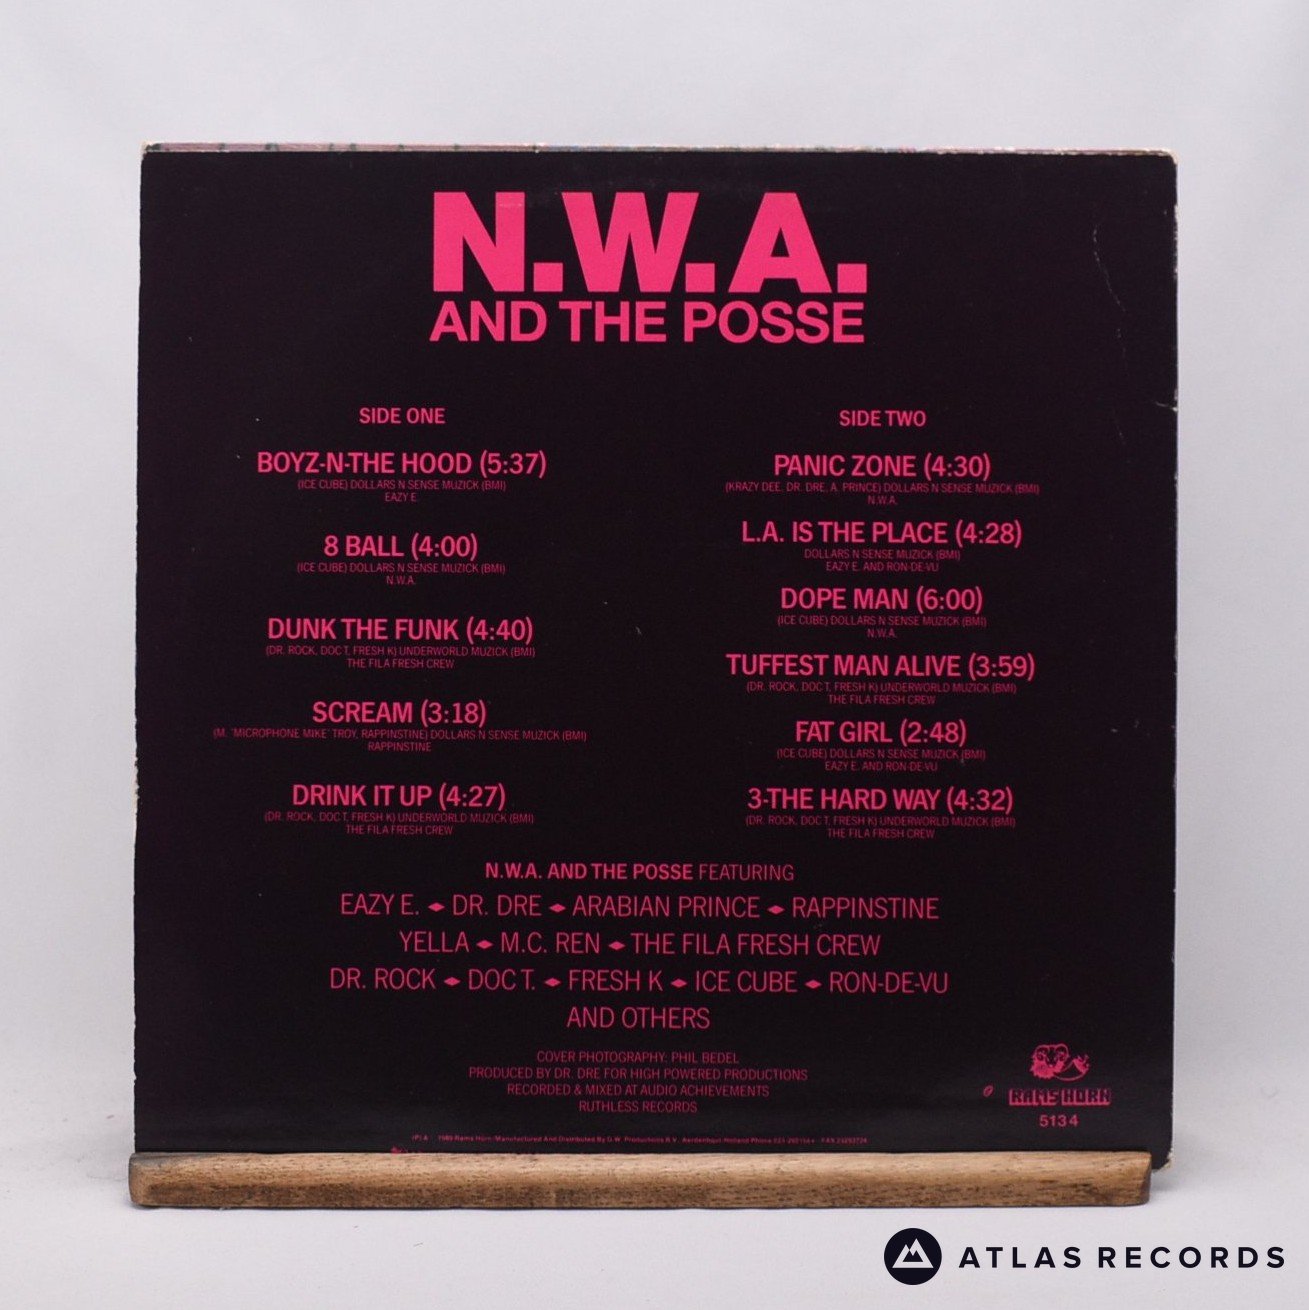 N.W.A.
AND THE POSSE
SIDE ONE
BOYZ-N-THE HOOD (5:37)
(ICE CUBE) DOLLARS N SENSE MUZICK (BMI)
EAZY E.
8 BALL (4:00)
(ICE CUBE) DOLLARS N SENSE MUZICK (BMI)
N.W.A.
DUNK THE FUNK (4:40)
(DR. ROCK, DOC T, FRESH K) UNDERWORLD MUZICK (BMI)
THE FILA FRESH CREW
SCREAM (3:18)
(M. "MICROPHONE MIKE" TROY, RAPPINSTINE) DOLLARS N SENSE MUZICK (BMI)
RAPPINSTINE
DRINK IT UP (4:27)
(DR. ROCK, DOC T, FRESH K) UNDERWORLD MUZICK (BMI)
THE FILA FRESH CREW
SIDE TWO
PANIC ZONE (4:30)
(KRAZY DEE, DR. DRE, A. PRINCE) DOLLARS N SENSE MUZICK (BMI)
N.W.A.
L.A. IS THE PLACE (4:28)
DOLLARS N SENSE MUZICK (BMI)
EAZY E. AND RON-DE-VU
DOPE MAN (6:00)
(ICE CUBE) DOLLARS N SENSE MUZICK (BMI)
N.W.A.
TUFFEST MAN ALIVE (3:59)
(DR. ROCK, DOC T, FRESH K) UNDERWORLD MUZICK (BMI)
THE FILA FRESH CREW
FAT GIRL (2:48)
(ICE CUBE) DOLLARS N SENSE MUZICK (BMI)
EAZY E. AND RON-DE-VU
3-THE HARD WAY (4:32)
(DR. ROCK, DOC T, FRESH K) UNDERWORLD MUZICK (BMI)
THE FILA FRESH CREW
N.W.A. AND THE POSSE FEATURING
EAZY E. ◆ DR. DRE ◆ ARABIAN PRINCE ◆ RAPPINSTINE
YELLA ◆ M.C. REN ◆ THE FILA FRESH CREW
DR. ROCK ◆ DOC T. ◆ FRESH K ◆ ICE CUBE ◆ RON-DE-VU
AND OTHERS
COVER PHOTOGRAPHY: PHIL BEDEL
PRODUCED BY DR. DRE FOR HIGH POWERED PRODUCTIONS
RECORDED & MIXED AT AUDIO ACHIEVEMENTS
RUTHLESS RECORDS
RAMS HORN
5134
1989 Rams Horn/Manufactured And Distributed By D.W. Productions B.V. Aerdenhout/Holland Phone
ATLAS RECORDS